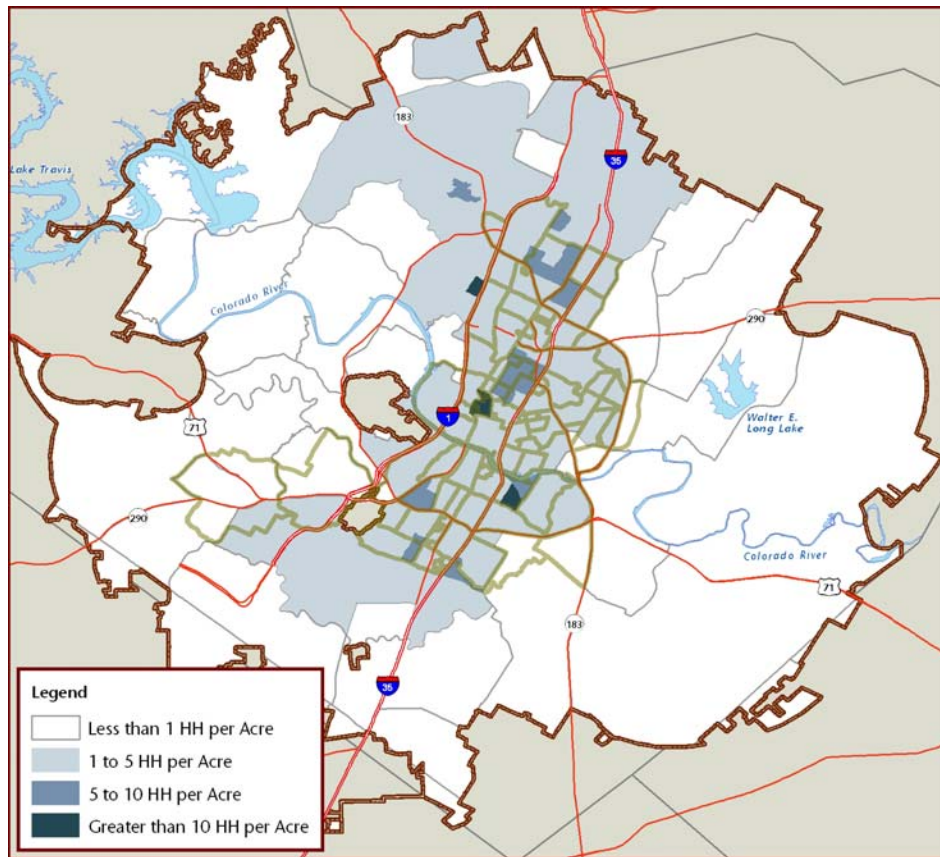 183
35
Lake Travis
Colorado River
290
1
71
Walter E.
Long Lake
290
Colorado River
71
183
35
Legend
Less than 1 HH per Acre
1 to 5 HH per Acre
5 to 10 HH per Acre
Greater than 10 HH per Acre